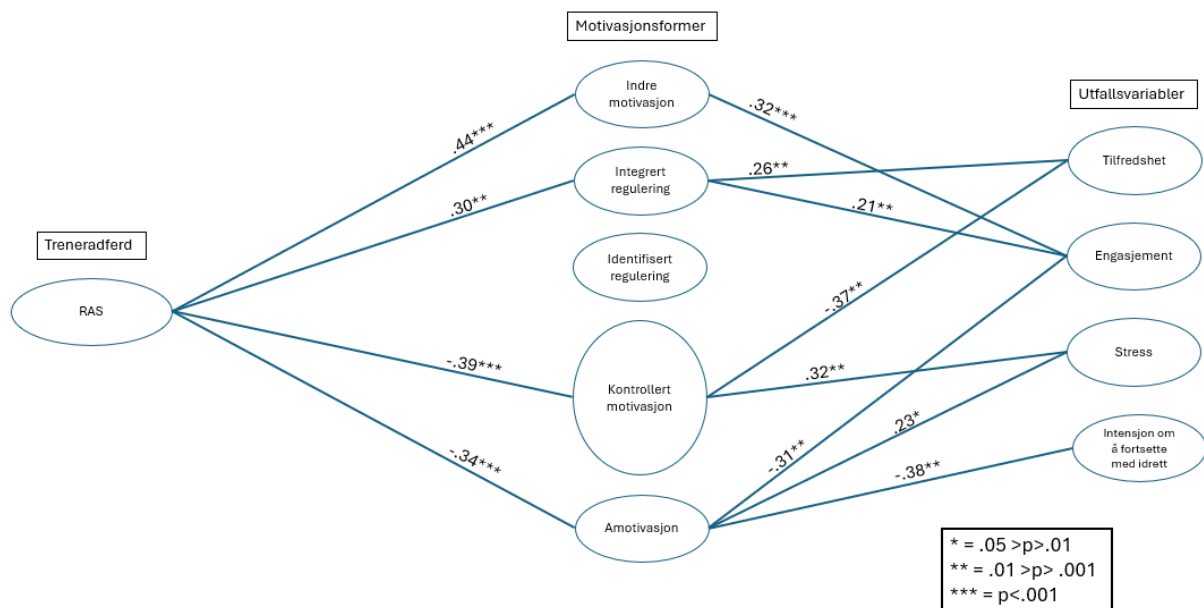 Motivasjonsformer
Indre
motivasjon
Utfallsvariabler
.32***
.44***
Tilfredshet
Integrert
regulering
.26**
.30**
.21**
Treneradferd
Identifisert
regulering
Engasjement
RAS
-.37**
Stress
-.39***
Kontrollert
motivasjon
.32**
.23*
Intensjon om
å fortsette
med idrett
-.34***
-.31**
-.38**
Amotivasjon
* = .05 >p>.01
** = .01 >p> .001
*** = p<.001